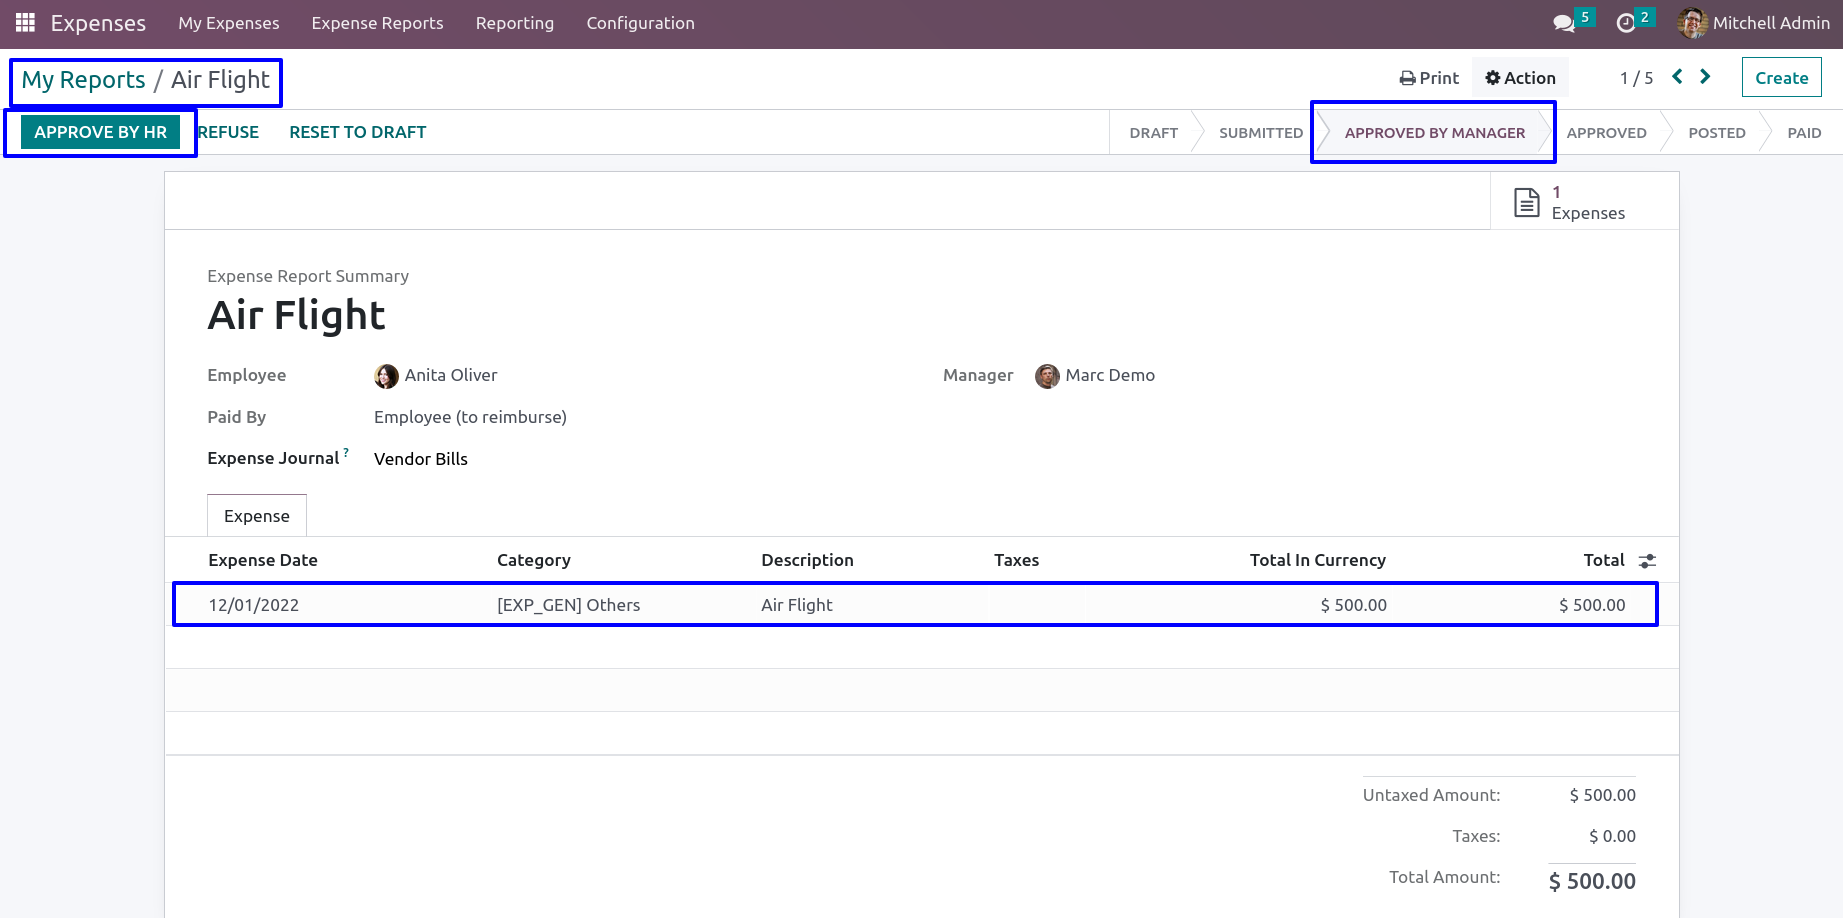 Expenses My Expenses Expense Reports Reporting Configuration 5 2 Mitchell Admin
My Reports / Air Flight Print Action 1 / 5 Create
APPROVE BY HR REFUSE RESET TO DRAFT DRAFT SUBMITTED APPROVED BY MANAGER APPROVED POSTED PAID
1
Expenses
Expense Report Summary
Air Flight
Employee Anita Oliver Manager Marc Demo
Paid By Employee (to reimburse)
Expense Journal ? Vendor Bills
Expense
Expense Date Category Description Taxes Total In Currency Total
12/01/2022 [EXP_GEN] Others Air Flight $ 500.00 $ 500.00
Untaxed Amount: $ 500.00
Taxes: $ 0.00
Total Amount: $ 500.00